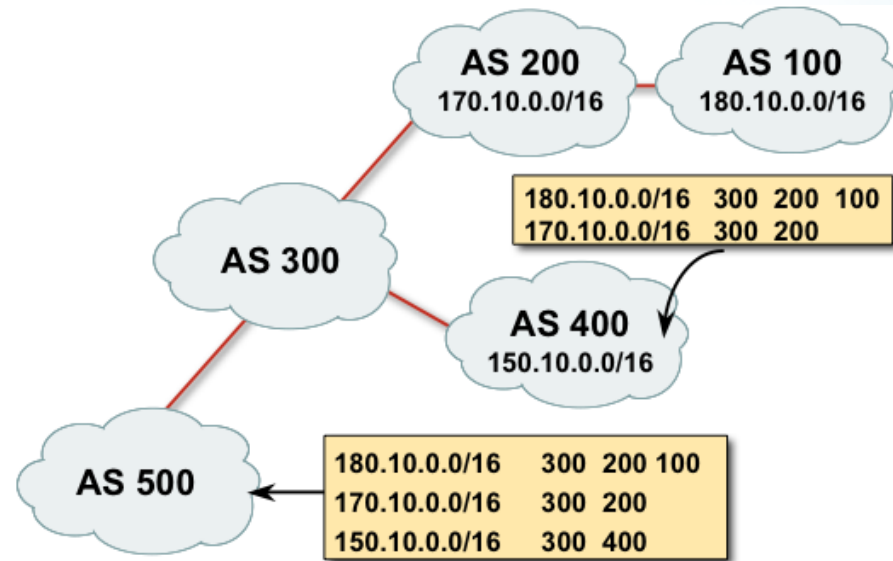 AS 200
170.10.0.0/16
AS 100
180.10.0.0/16
180.10.0.0/16 300 200 100
170.10.0.0/16 300 200
AS 300
AS 400
150.10.0.0/16
AS 500
180.10.0.0/16 300 200 100
170.10.0.0/16 300 200
150.10.0.0/16 300 400